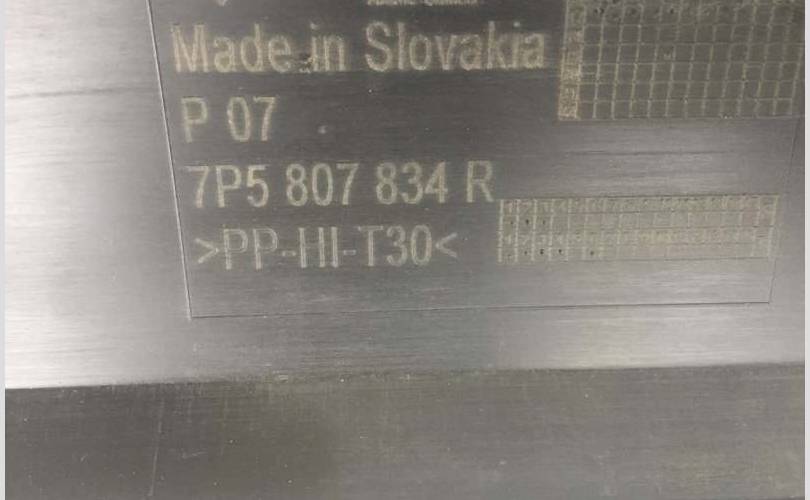 Made in Slovakia
P 07
7P5 807 834 R
>PP-HI-T30<